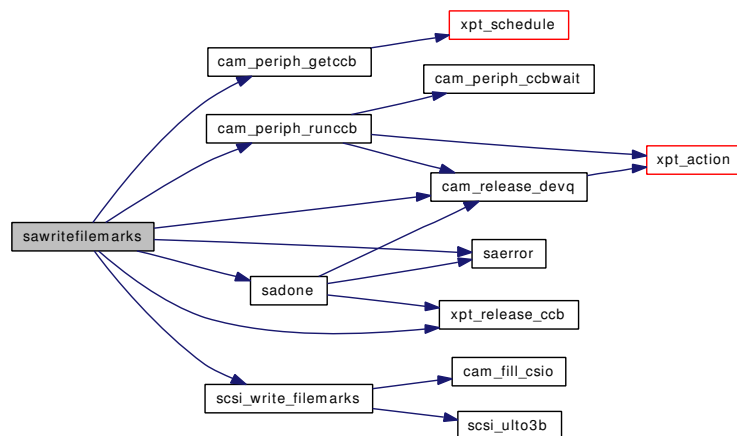 xpt_schedule
cam_periph_getccb
cam_periph_ccbwait
cam_periph_runccb
xpt_action
cam_release_devq
sawritefilemarks
saerror
sadone
xpt_release_ccb
cam_fill_csio
scsi_write_filemarks
scsi_ulto3b